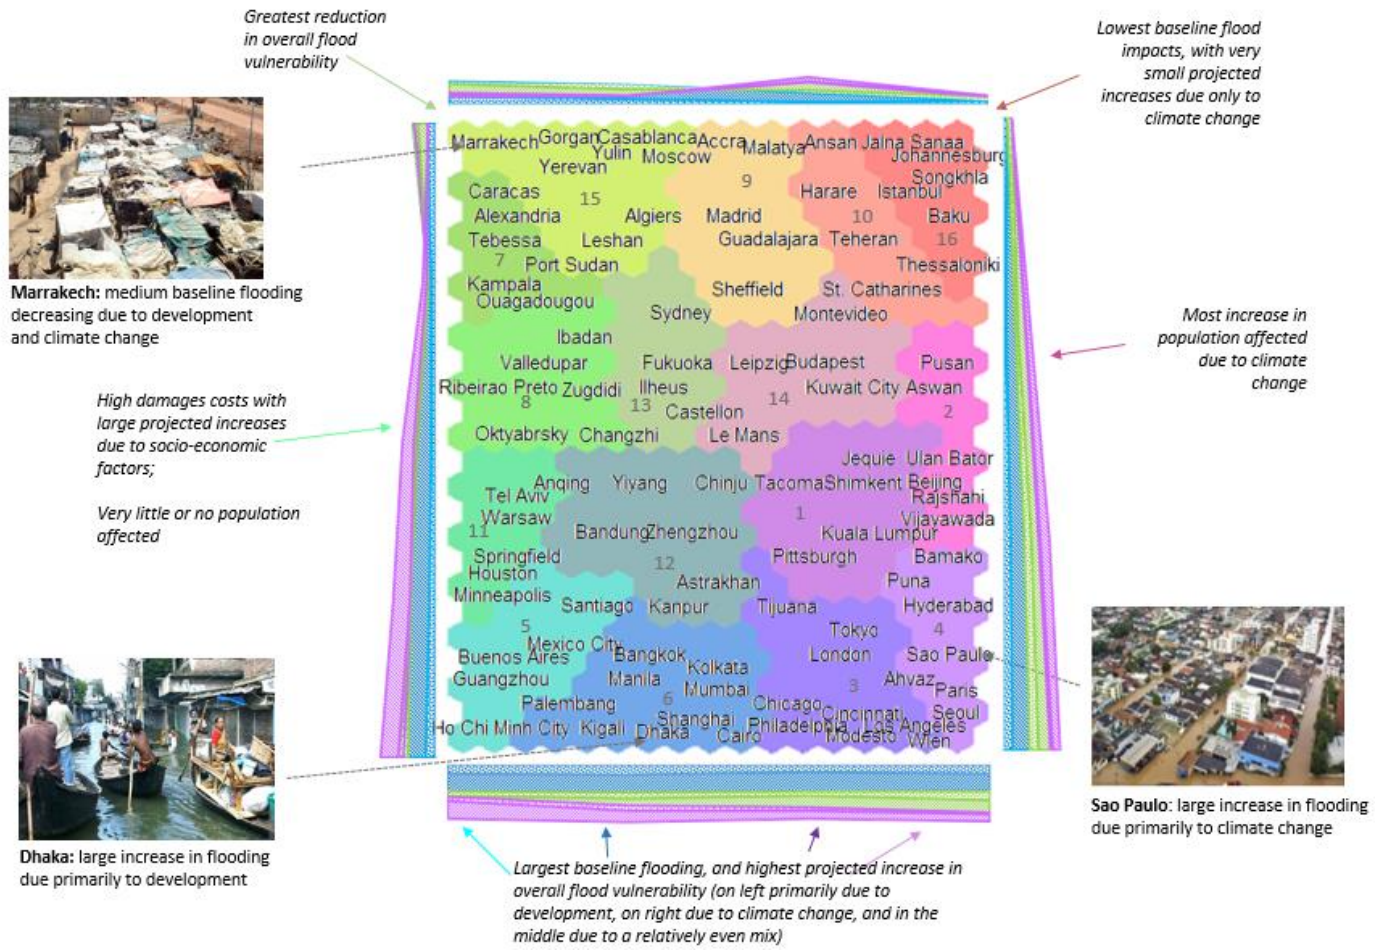 Greatest reduction
in overall flood
vulnerability
Lowest baseline flood
impacts, with very
small projected
increases due only to
climate change
Marrakech Gorgan Casablanca Accra Malatya Ansan Jalna Sanaa
Yulin Moscow Johannesburg
Yerevan Songkhla
9
Caracas 15 Harare Istanbul
Alexandria Algiers Madrid 10 Baku
Tebessa Leshan Guadalajara Teheran 16
7 Port Sudan Thessaloniki
Kampala Sheffield St. Catharines
Ouagadougou Sydney Montevideo
Marrakech: medium baseline flooding
decreasing due to development
and climate change
Most increase in
population affected
due to climate
change
Ibadan
Valledupar Fukuoka Leipzig Budapest Pusan
Ribeirao Preto Zugdidi Ilheus Kuwait City Aswan
8 13 Castellon 14 2
Oktyabrsky Changzhi Le Mans
High damages costs with
large projected increases
due to socio-economic
factors;
Very little or no population
affected
Jequie Ulan Bator
Anqing Yiyang Chinju Tacoma Shimkent Beijing
Tel Aviv Rajshahi
Warsaw 1 Vijayawada
11 Bandung Zhengzhou Kuala Lumpur
Springfield 12 Pittsburgh Bamako
Houston Astrakhan Puna
Minneapolis Santiago Kanpur Tijuana Hyderabad
5 Tokyo 4
Mexico City
Buenos Aires Bangkok Kolkata London Sao Paulo
Guangzhou Manila Mumbai 3 Ahvaz Paris
Palembang 6 Chicago Cincinnati Seoul
Ho Chi Minh City Kigali Dhaka Shanghai Cairo Philadelphia Modesto Los Angeles Wien
Dhaka: large increase in flooding
due primarily to development
Sao Paulo: large increase in flooding
due primarily to climate change
Largest baseline flooding, and highest projected increase in
overall flood vulnerability (on left primarily due to
development, on right due to climate change, and in the
middle due to a relatively even mix)